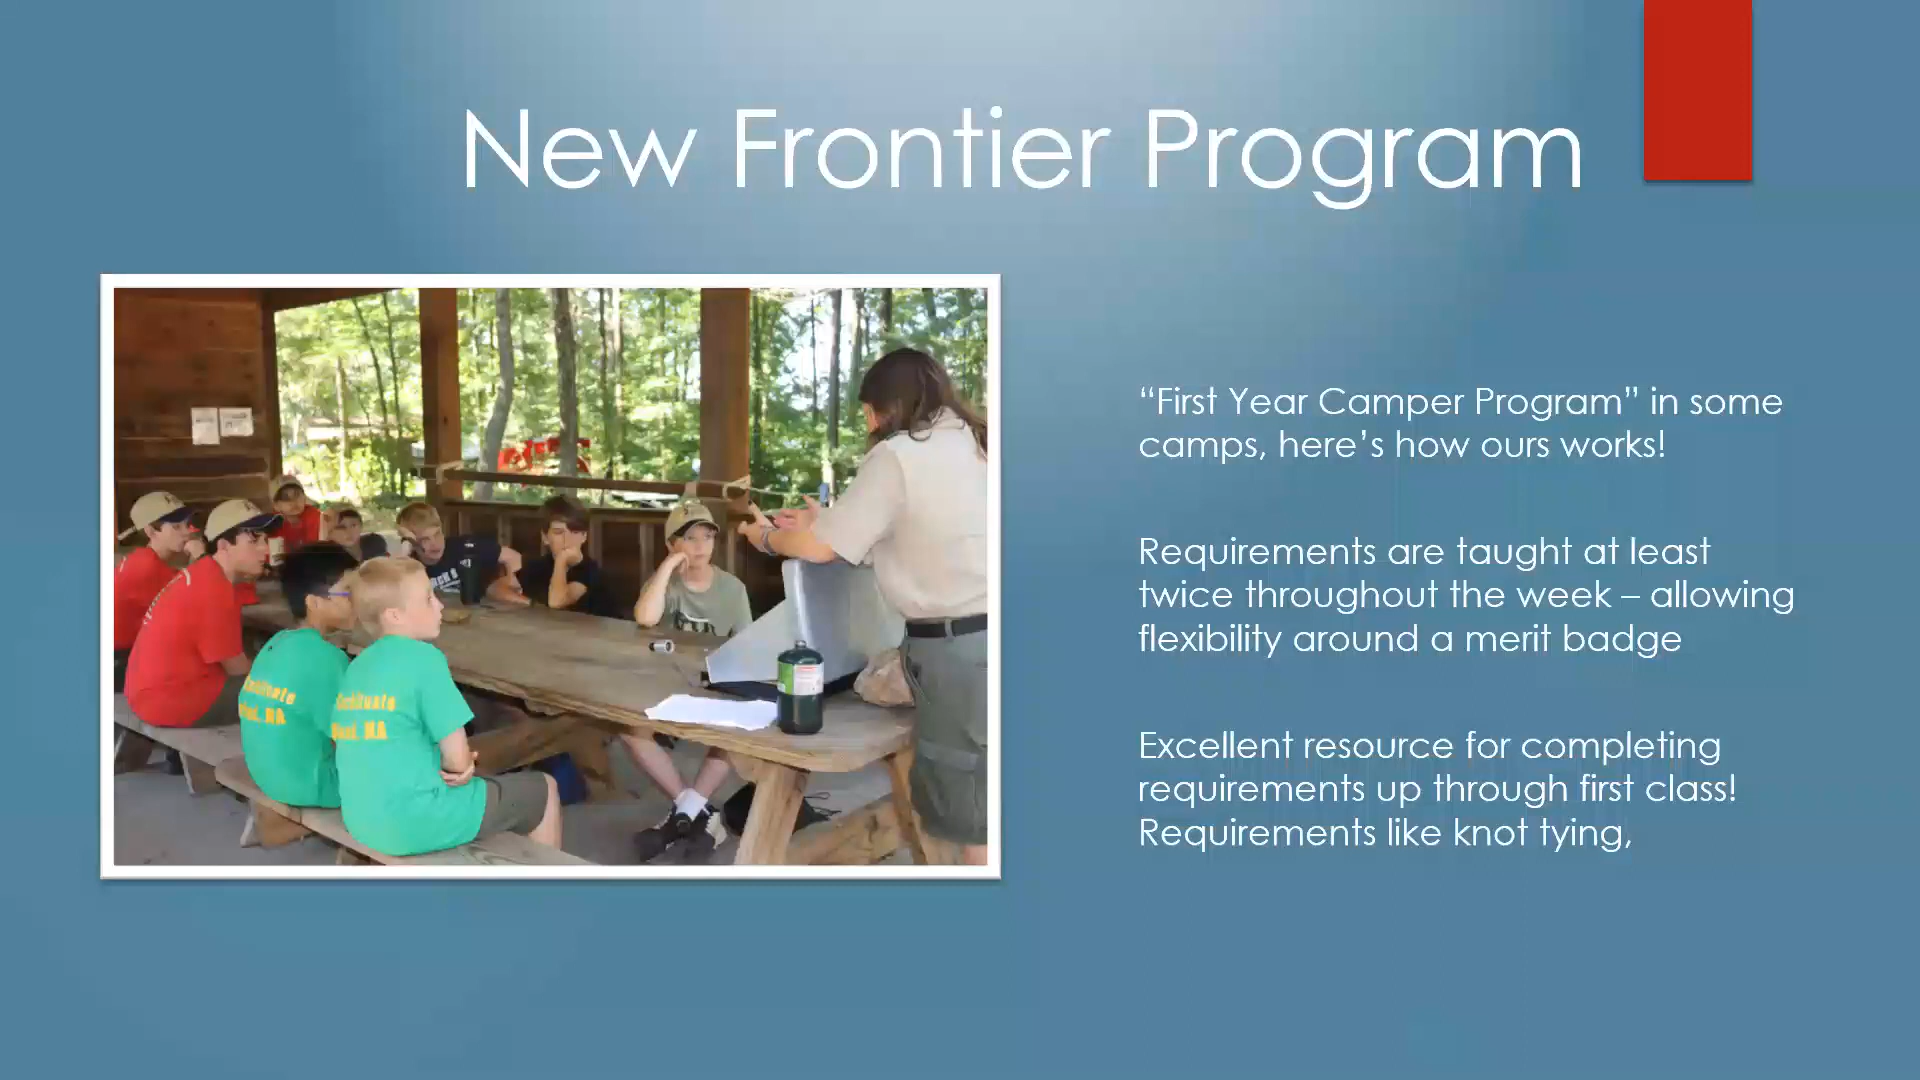 New Frontier Program
“First Year Camper Program” in some
camps, here’s how ours works!
Requirements are taught at least
twice throughout the week – allowing
flexibility around a merit badge
Excellent resource for completing
requirements up through first class!
Requirements like knot tying,